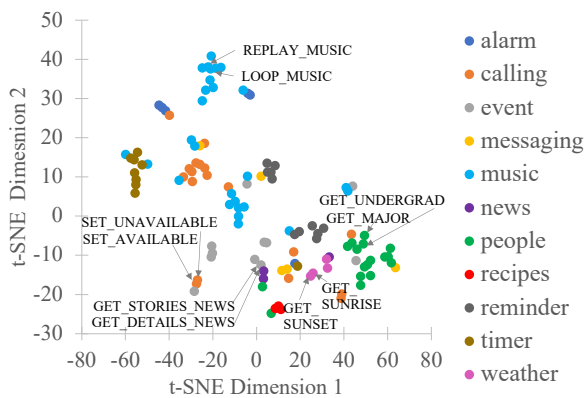 50
40
30
20
10
0
-10
-20
-30
-80
-60
-40
-20
0
20
40
60
80
t-SNE Dimesnion 2
t-SNE Dimension 1
REPLAY_MUSIC
LOOP_MUSIC
GET_UNDERGRAD
GET_MAJOR
SET_UNAVAILABLE
SET_AVAILABLE
GET_STORIES_NEWS
GET_DETAILS_NEWS
GET_
SUNRISE
GET_
SUNSET
alarm
calling
event
messaging
music
news
people
recipes
reminder
timer
weather